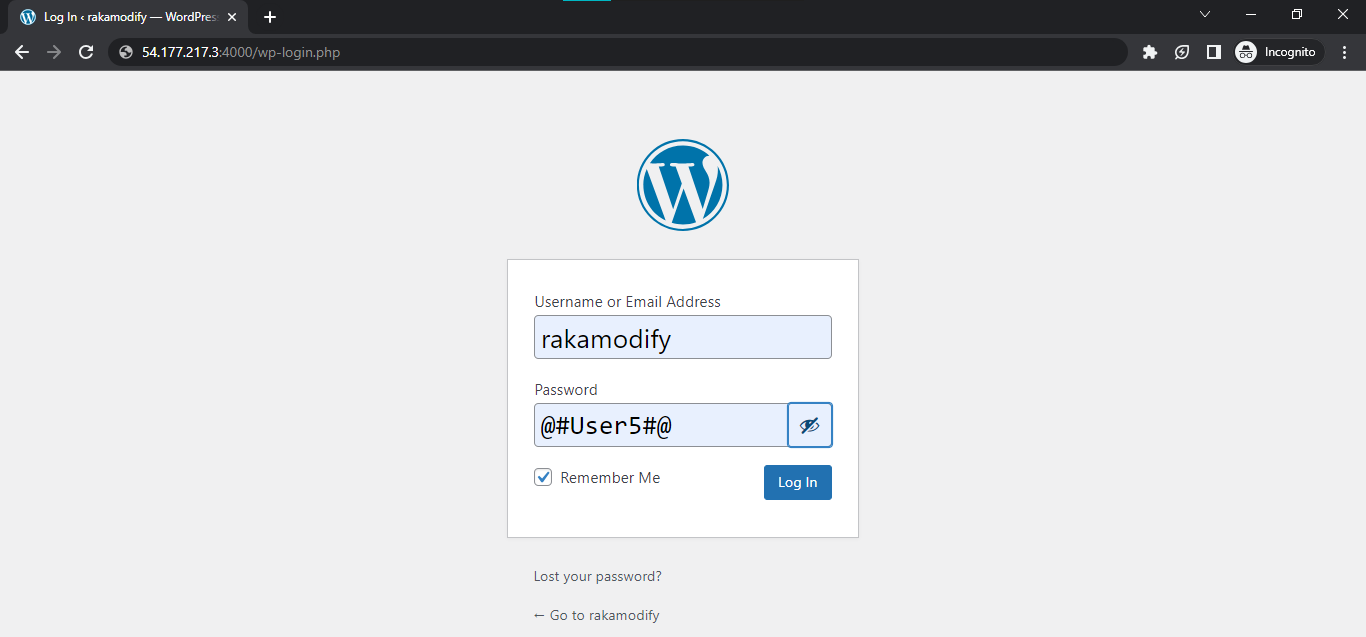 Log In ‹ rakamodify — WordPres
54.177.217.3:4000/wp-login.php
Incognito
Username or Email Address
rakamodify
Password
@#User5#@
Remember Me
Log In
Lost your password?
← Go to rakamodify